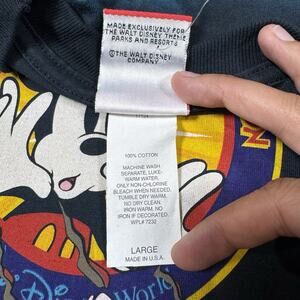 MADE EXCLUSIVELY FOR
THE WALT DISNEY THEME
PARKS AND RESORTS
©THE WALT DISNEY
COMPANY
100% COTTON
MACHINE WASH
SEPARATE, LUKE-
WARM WATER,
ONLY NON-CHLORINE
BLEACH WHEN NEEDED,
TUMBLE DRY MEDIUM,
NO DRY CLEAN,
IRON WARM, NO
IRON IF DECORATED.
WPL# 7232
LARGE
MADE IN U.S.A.
World